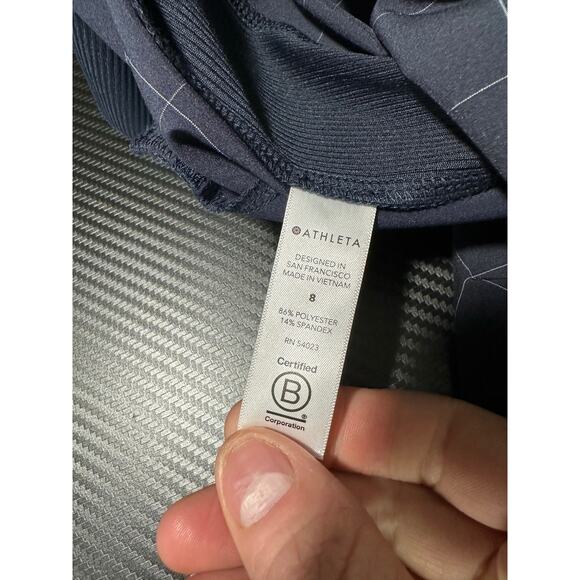 ATHLETA
DESIGNED IN
SAN FRANCISCO
MADE IN VIETNAM
8
86% POLYESTER
14% SPANDEX
RN 54023
Certified
B
®
Corporation